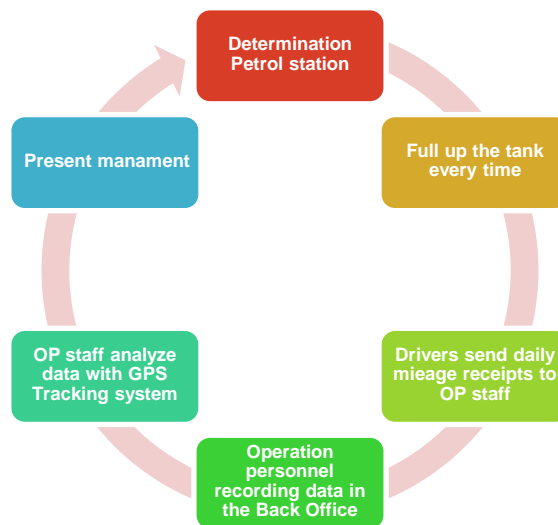 Determination
Petrol station
Full up the tank
every time
Drivers send daily
mieage receipts to
OP staff
Operation
personnel
recording data in
the Back Office
OP staff analyze
data with GPS
Tracking system
Present manament